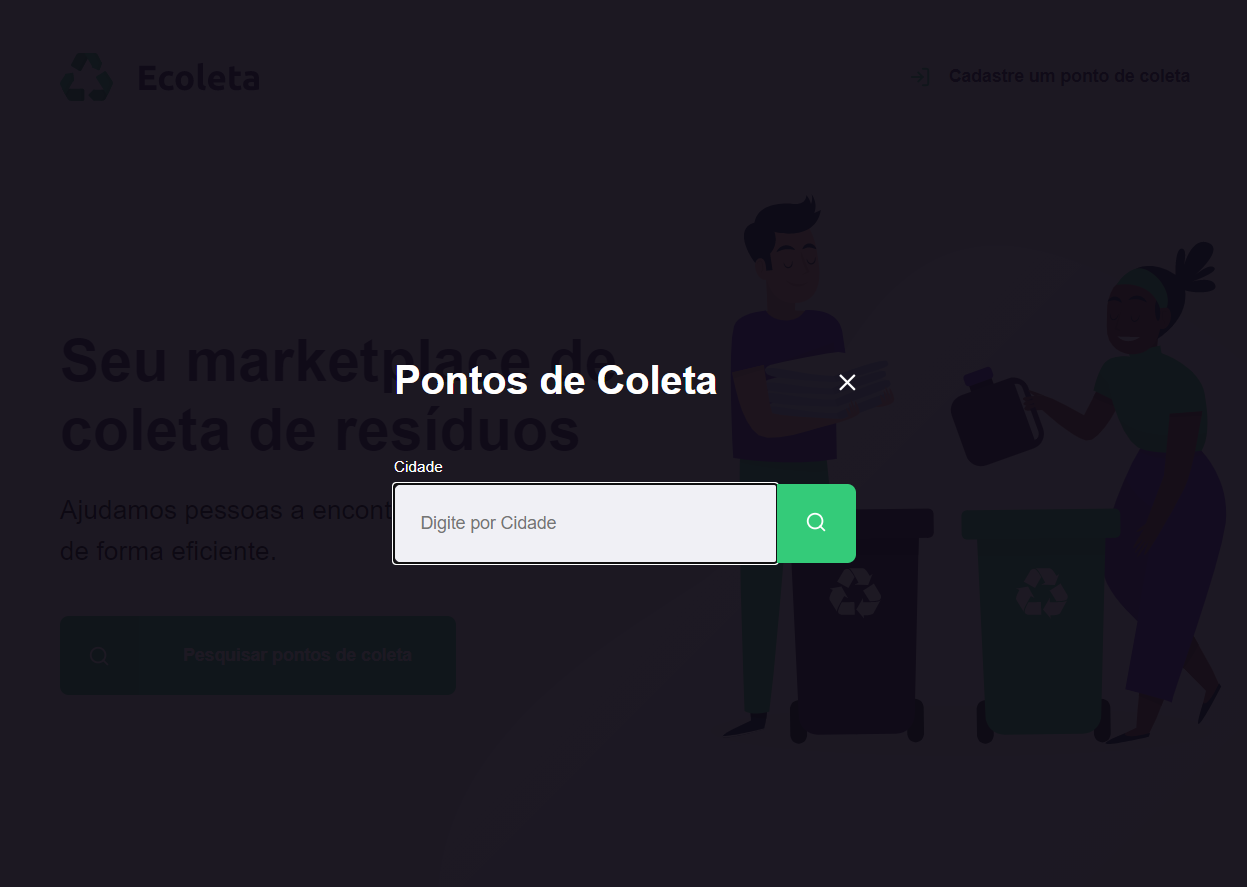 Ecoleta
Cadastre um ponto de coleta
Seu marketplace de
coleta de resíduos
Ajudamos pessoas a encont
de forma eficiente.
Pesquisar pontos de coleta
Pontos de Coleta
Cidade
Digite por Cidade